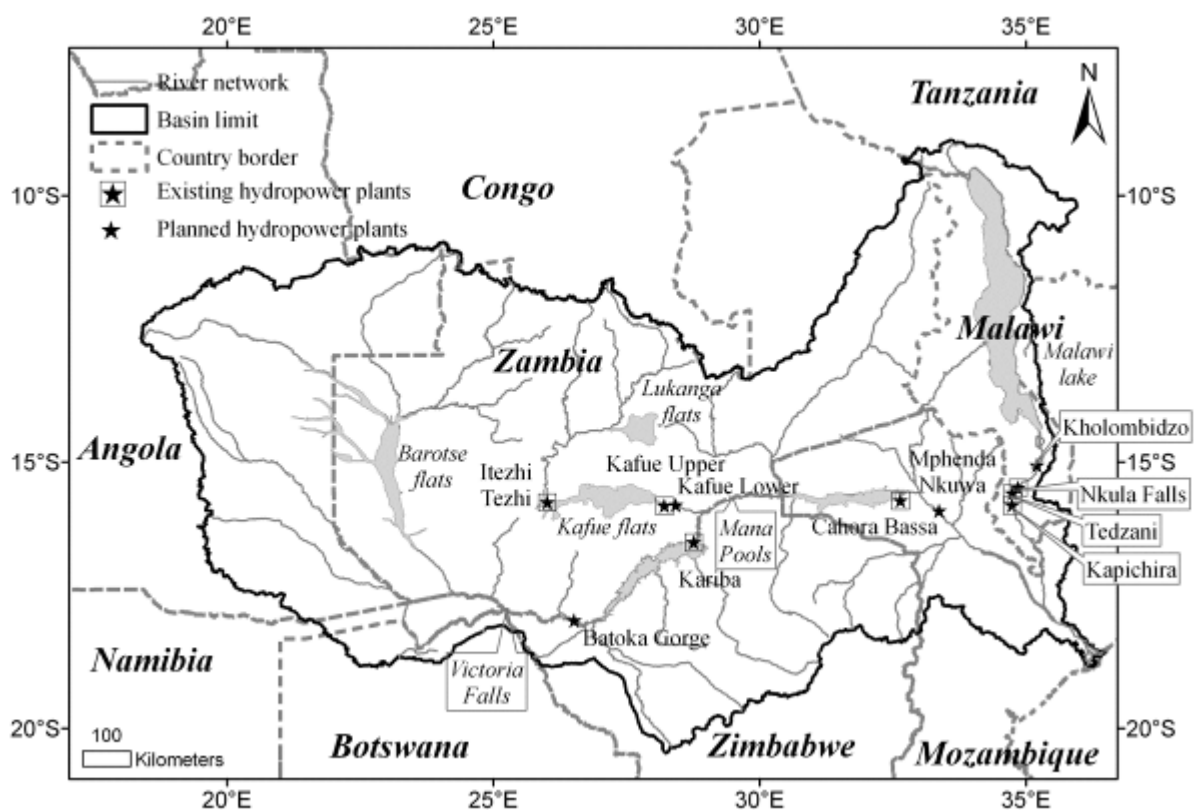 20°E
25°E
30°E
35°E
N
River network
Basin limit
Country border
Existing hydropower plants
Planned hydropower plants
Tanzania
Congo
10°S
10°S
Malawi
Malawi
lake
Zambia
Lukanga
flats
Angola
Barotse
flats
15°S
15°S
Itezhi
Tezhi
Kafue Upper
Kafue Lower
Kafue flats
Mphenda
Nkuwa
Kholombidzo
Nkula Falls
Tedzani
Kapichira
Cahora Bassa
Mana
Pools
Kariba
Batoka Gorge
Victoria
Falls
Namibia
Botswana
Zimbabwe
Mozambique
20°S
20°S
100
Kilometers
20°E
25°E
30°E
35°E